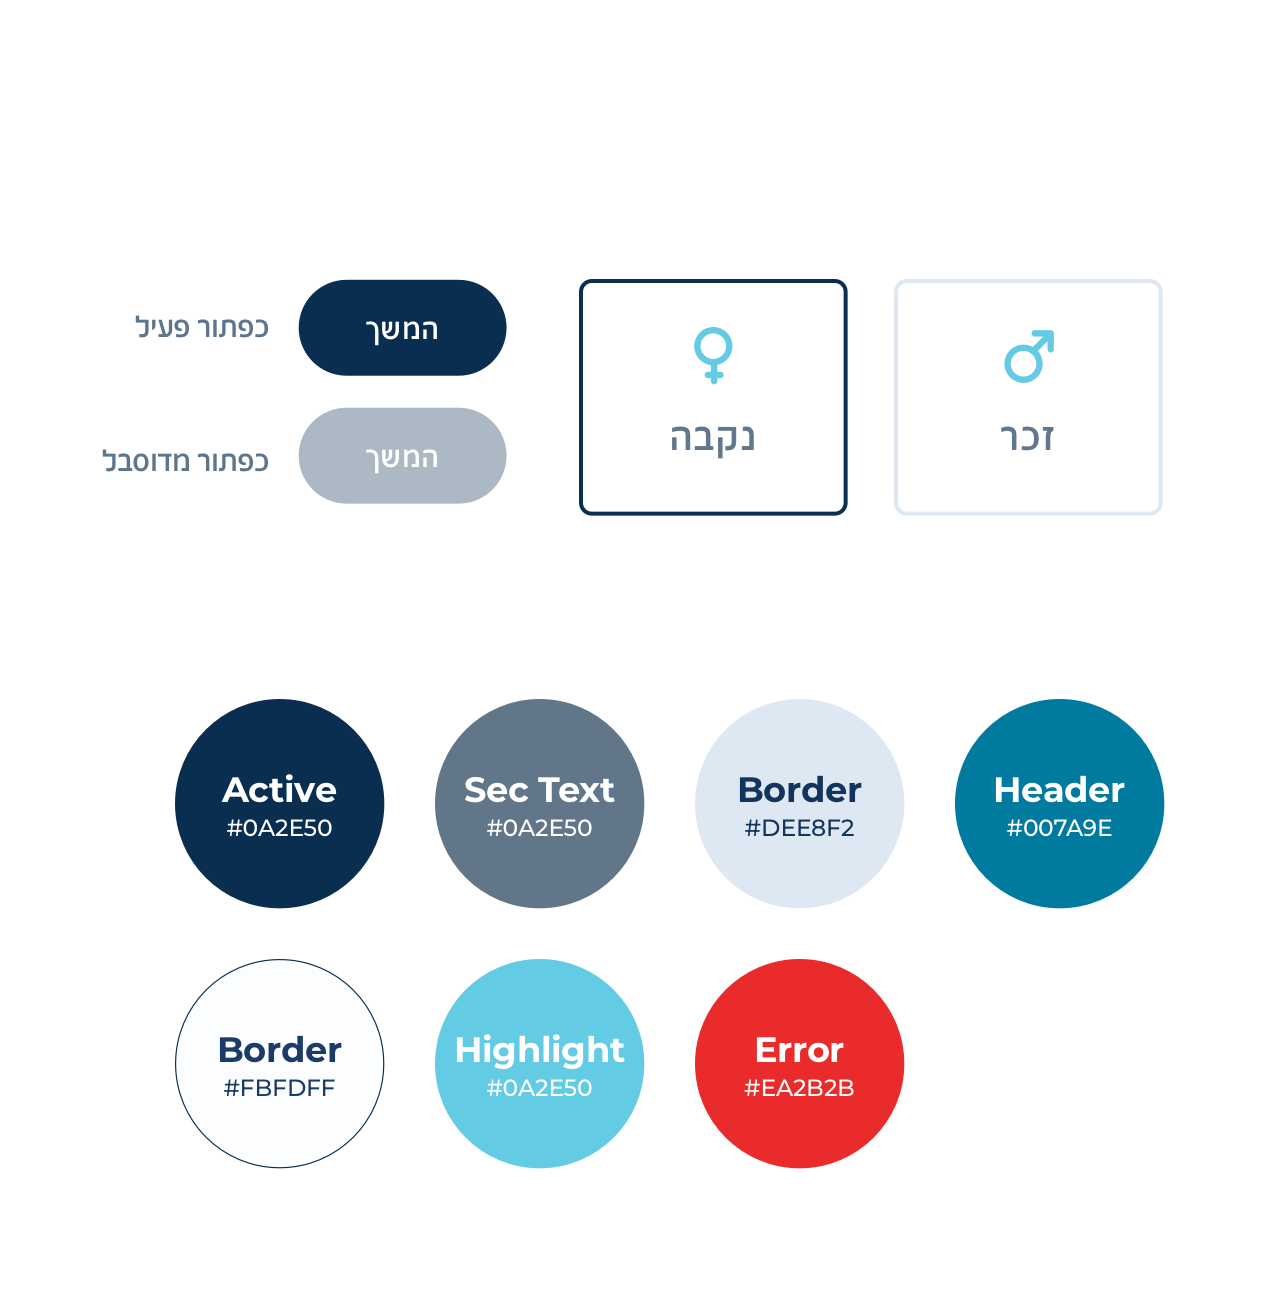 כפתור פעיל
המשך
כפתור מדוסבל
המשך
נקבה
זכר
Active
#0A2E50
Sec Text
#0A2E50
Border
#DEE8F2
Header
#007A9E
Border
#FBFDFF
Highlight
#0A2E50
Error
#EA2B2B